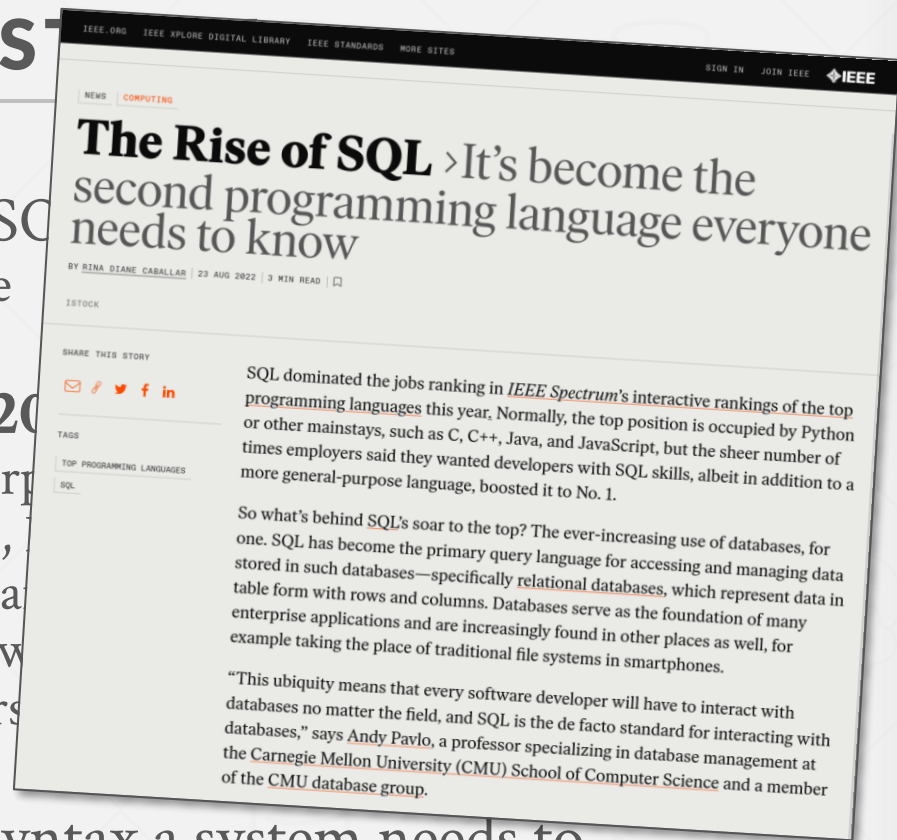 ST
SQ
e
20
,
w
rs
IEEE.ORG IEEE XPLORE DIGITAL LIBRARY IEEE STANDARDS MORE SITES SIGN IN JOIN IEEE IEEE
NEWS COMPUTING
The Rise of SQL ›It’s become the
second programming language everyone
needs to know
BY RINA DIANE CABALLAR 23 AUG 2022 3 MIN READ
ISTOCK
SHARE THIS STORY
TAGS
TOP PROGRAMMING LANGUAGES
SQL
SQL dominated the jobs ranking in IEEE Spectrum’s interactive rankings of the top
programming languages this year. Normally, the top position is occupied by Python
or other mainstays, such as C, C++, Java, and JavaScript, but the sheer number of
times employers said they wanted developers with SQL skills, albeit in addition to a
more general-purpose language, boosted it to No. 1.
So what’s behind SQL’s soar to the top? The ever-increasing use of databases, for
one. SQL has become the primary query language for accessing and managing data
stored in such databases—specifically relational databases, which represent data in
table form with rows and columns. Databases serve as the foundation of many
enterprise applications and are increasingly found in other places as well, for
example taking the place of traditional file systems in smartphones.
“This ubiquity means that every software developer will have to interact with
databases no matter the field, and SQL is the de facto standard for interacting with
databases,” says Andy Pavlo, a professor specializing in database management at
the Carnegie Mellon University (CMU) School of Computer Science and a member
of the CMU database group.
yntax a system needs to